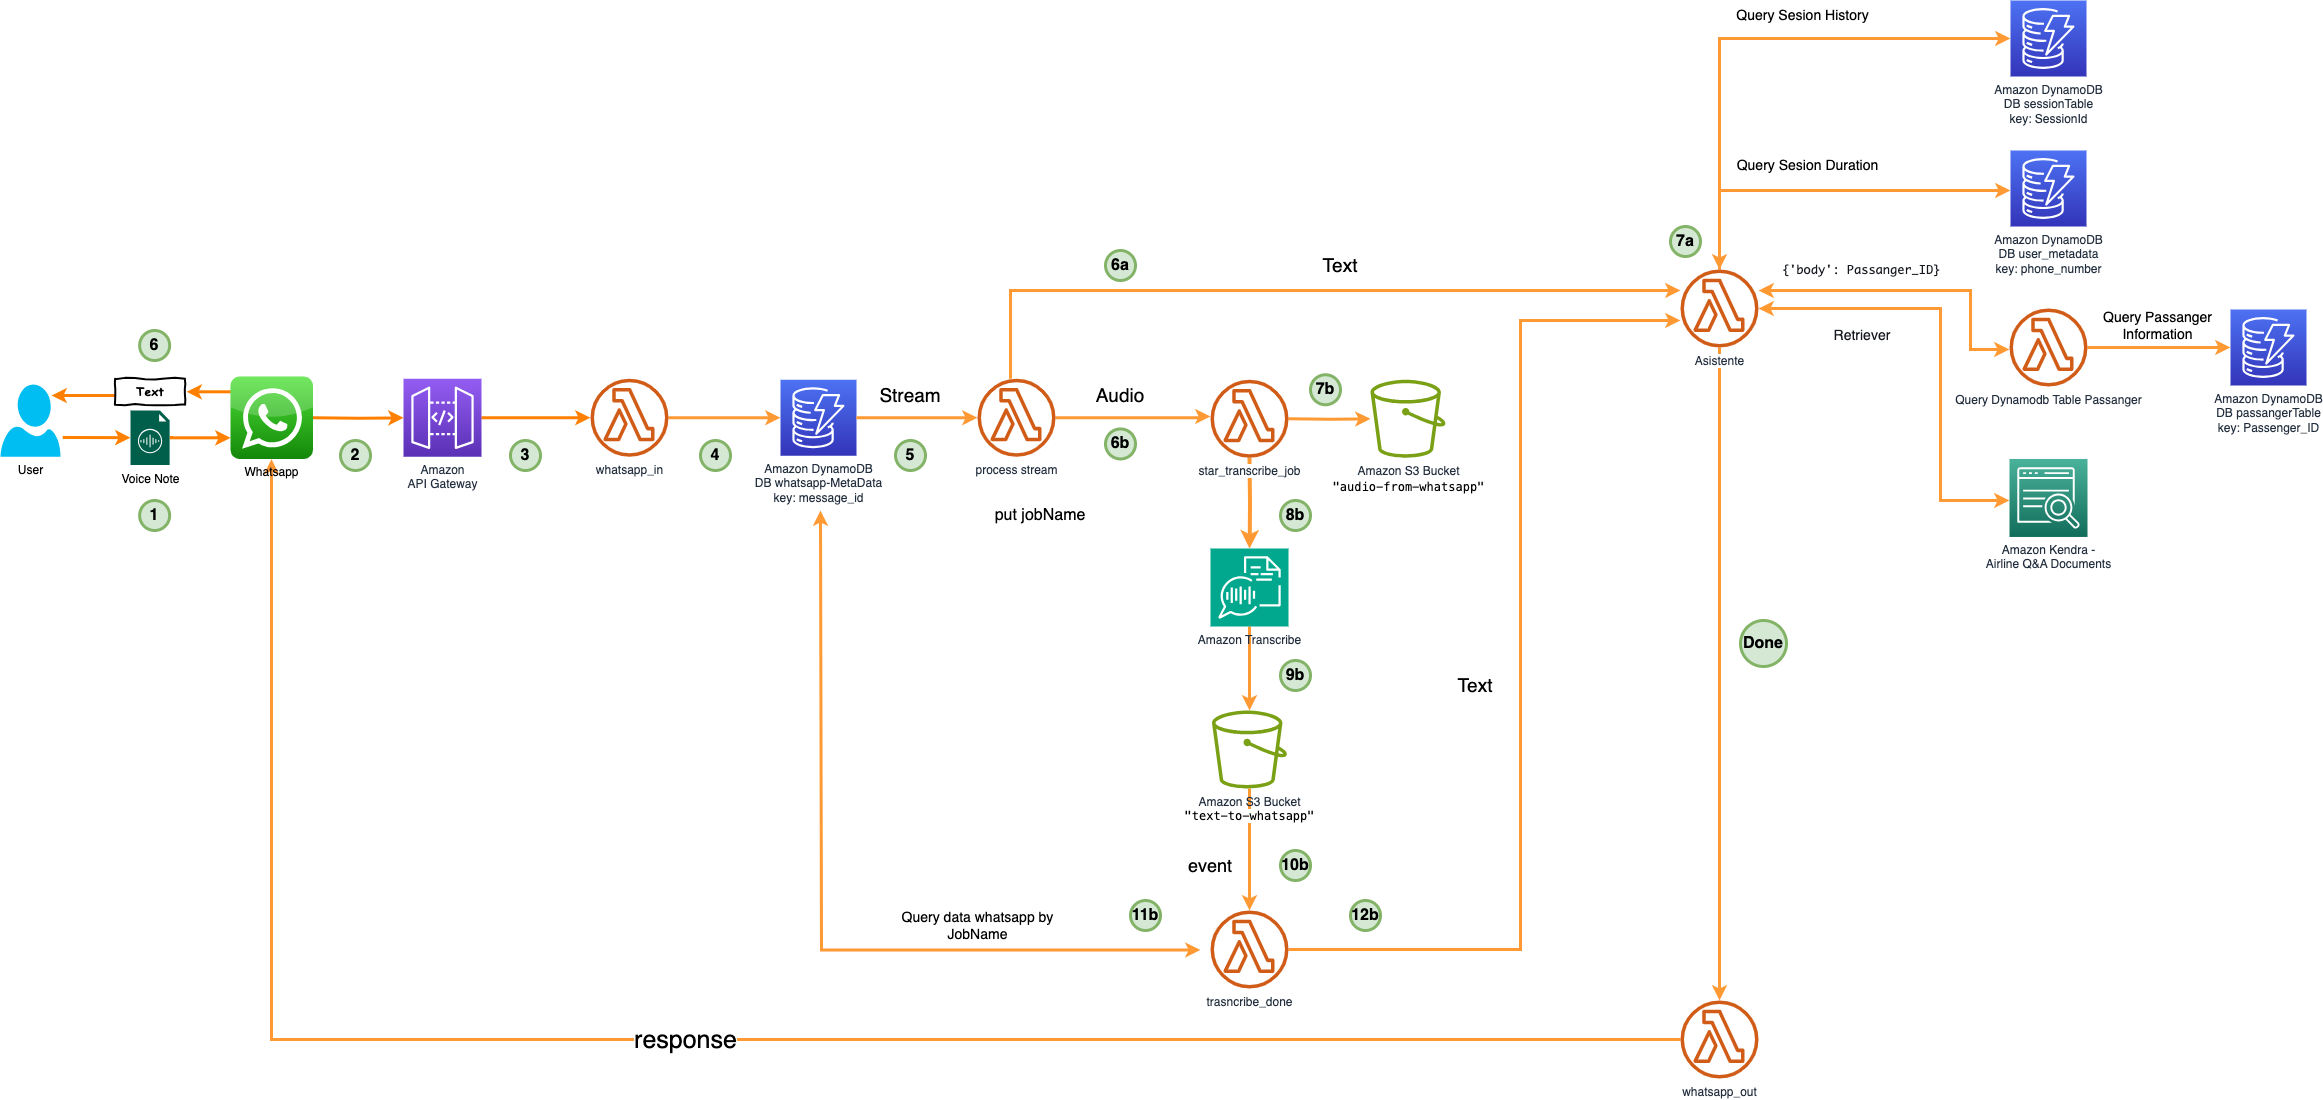 Query Sesion History
Amazon DynamoDB
DB sessionTable
key: SessionId
Query Sesion Duration
Amazon DynamoDB
DB user_metadata
key: phone_number
7a
6a
Text
{'body': Passanger_ID}
Retriever
Asistente
Query Passanger
Information
Query Dynamodb Table Passanger
Amazon DynamoDB
DB passangerTable
key: Passenger_ID
Amazon Kendra -
Airline Q&A Documents
6
Text
User
Voice Note
1
Whatsapp
2
Amazon
API Gateway
3
whatsapp_in
4
Amazon DynamoDB
DB whatsapp-MetaData
key: message_id
Stream
5
process stream
put jobName
Audio
6b
star_transcribe_job
7b
Amazon S3 Bucket
"audio-from-whatsapp"
8b
Amazon Transcribe
9b
Amazon S3 Bucket
"text-to-whatsapp"
event
10b
Query data whatsapp by
JobName
11b
12b
trasncribe_done
Text
Done
response
whatsapp_out